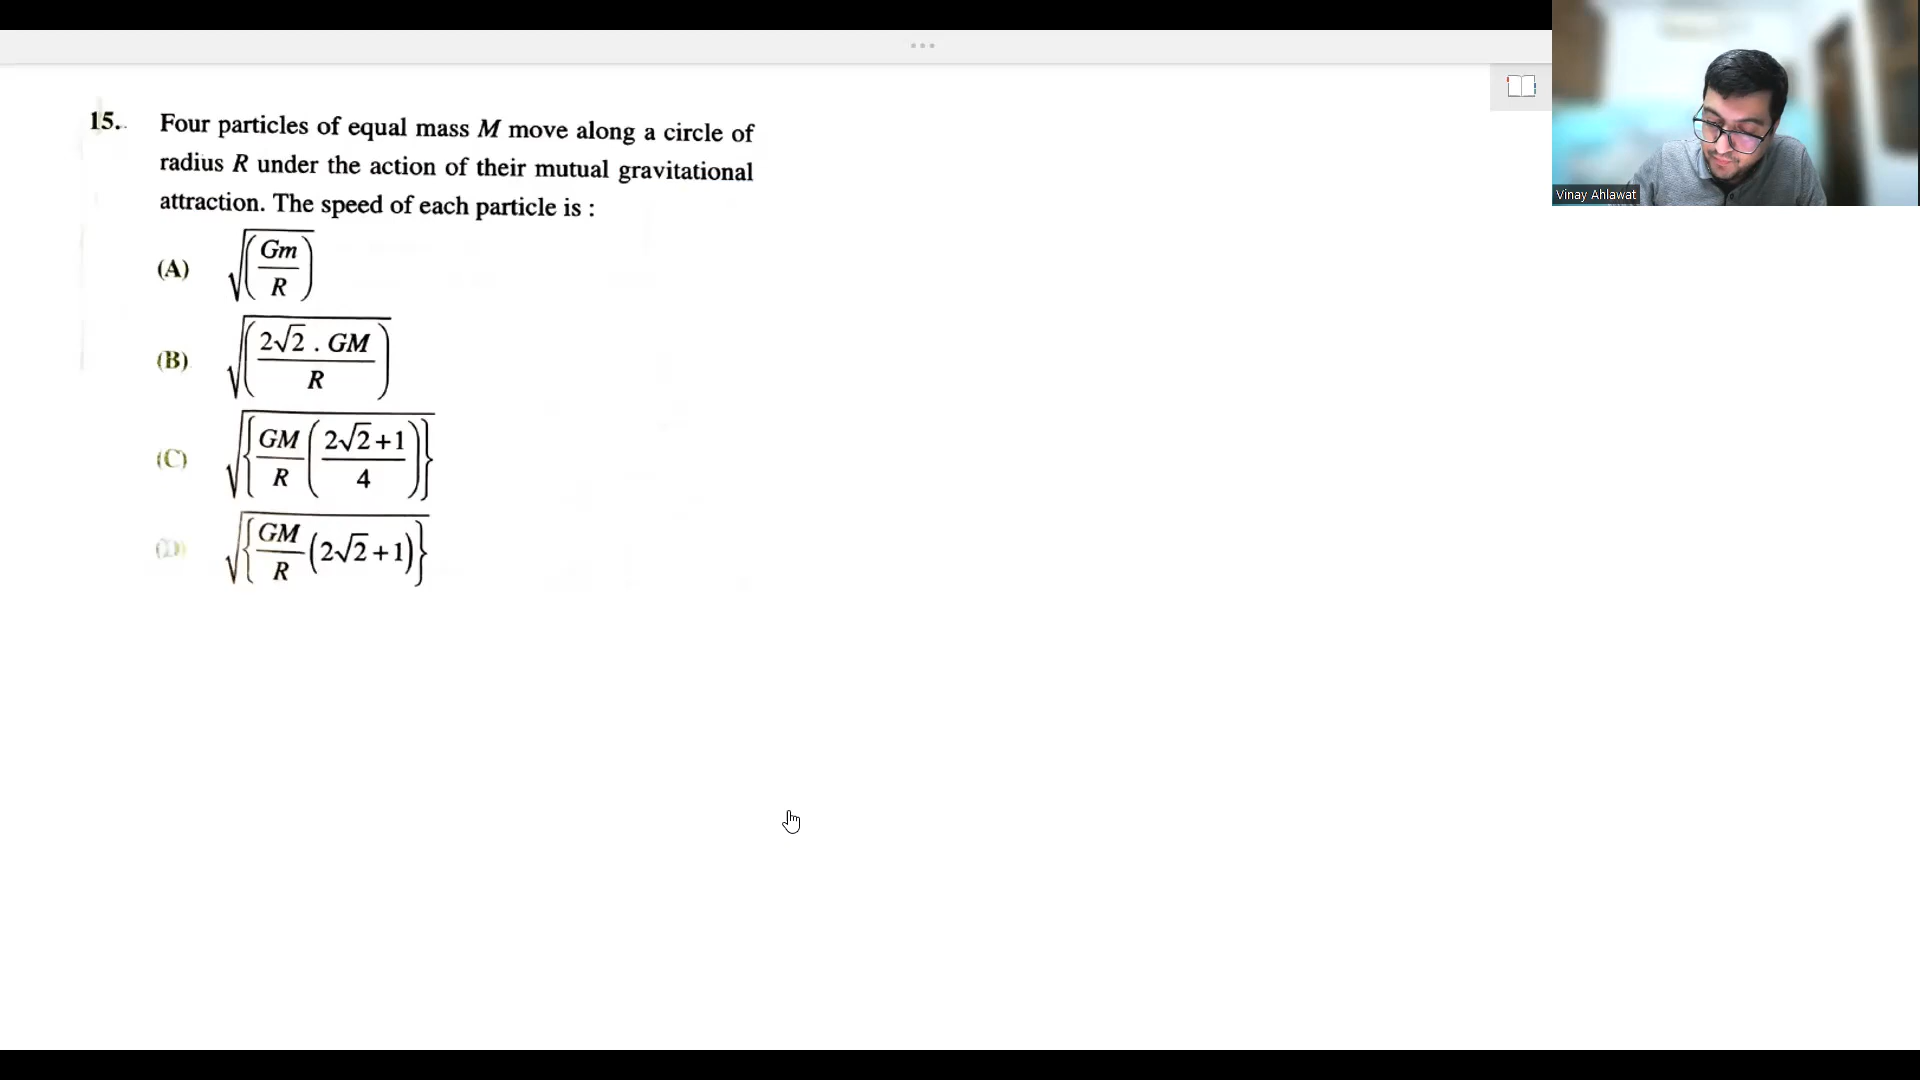 15.. Four particles of equal mass M move along a circle of
radius R under the action of their mutual gravitational
attraction. The speed of each particle is :
(A) √(Gm/R)
(B) √(2√2 . GM/R)
(C) √{GM/R ((2√2+1)/4)}
(D) √{GM/R (2√2+1)}
Vinay Ahlawat